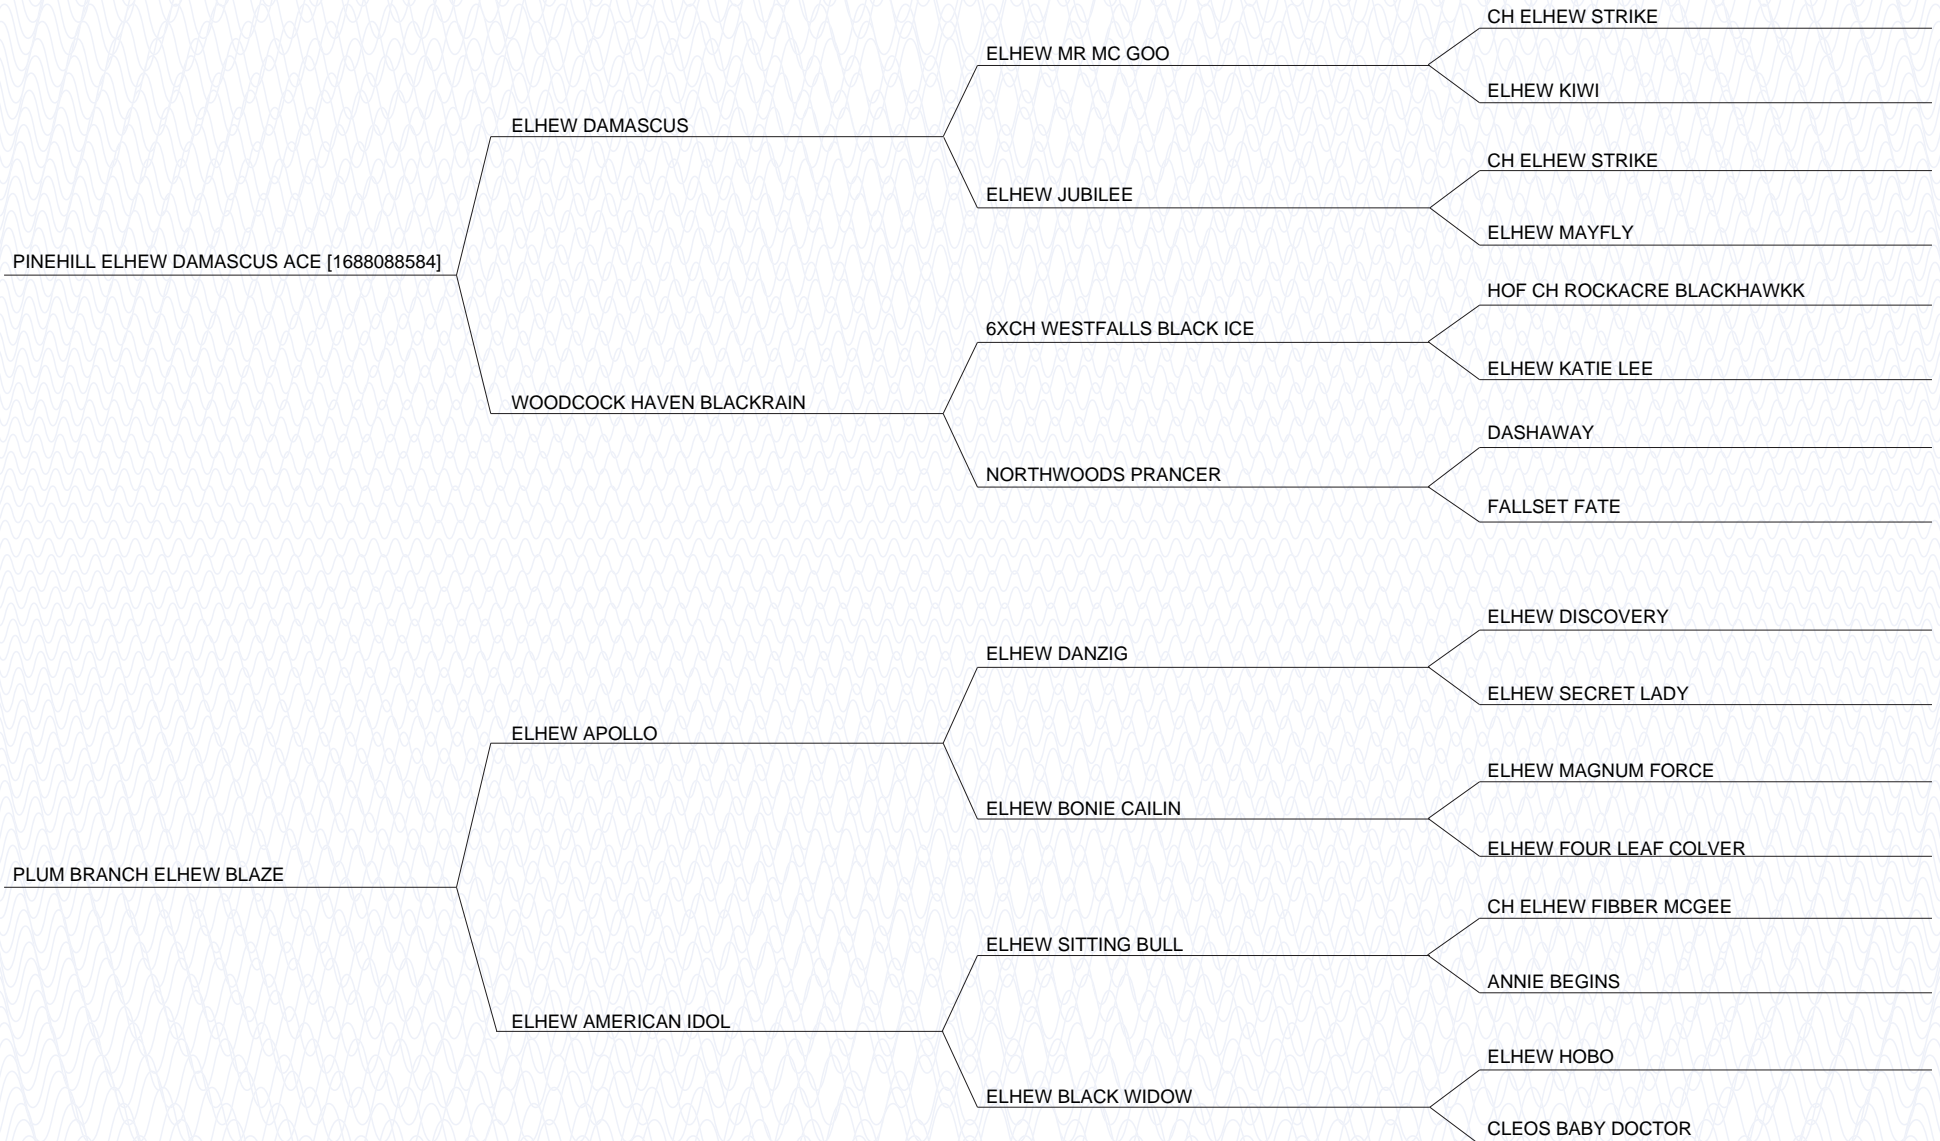 CH ELHEW STRIKE
ELHEW MR MC GOO
ELHEW KIWI
ELHEW DAMASCUS
CH ELHEW STRIKE
ELHEW JUBILEE
ELHEW MAYFLY
PINEHILL ELHEW DAMASCUS ACE [1688088584]
HOF CH ROCKACRE BLACKHAWKK
6XCH WESTFALLS BLACK ICE
ELHEW KATIE LEE
WOODCOCK HAVEN BLACKRAIN
DASHAWAY
NORTHWOODS PRANCER
FALLSET FATE
ELHEW DISCOVERY
ELHEW DANZIG
ELHEW SECRET LADY
ELHEW APOLLO
ELHEW MAGNUM FORCE
ELHEW BONIE CAILIN
ELHEW FOUR LEAF COLVER
PLUM BRANCH ELHEW BLAZE
CH ELHEW FIBBER MCGEE
ELHEW SITTING BULL
ANNIE BEGINS
ELHEW AMERICAN IDOL
ELHEW HOBO
ELHEW BLACK WIDOW
CLEOS BABY DOCTOR